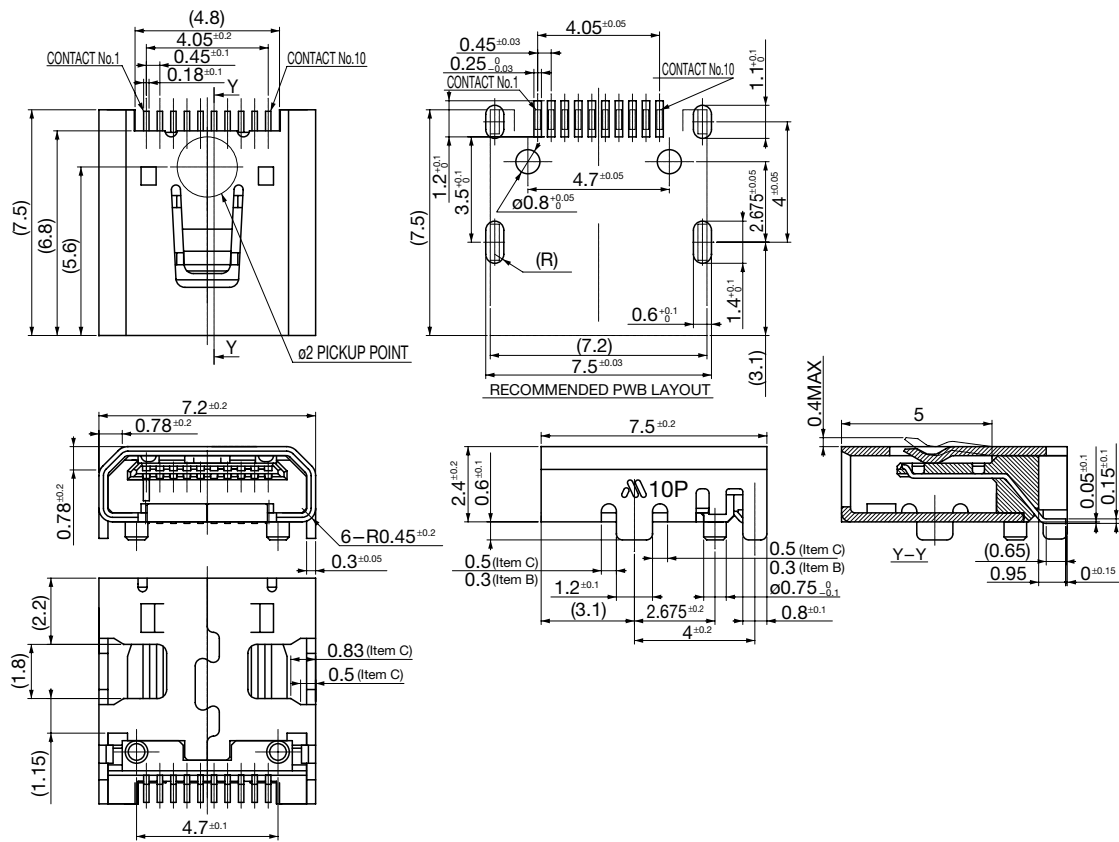 (4.8)
4.05±0.2
0.45±0.1
0.18±0.1
CONTACT No.1
CONTACT No.10
Y
(7.5)
(6.8)
(5.6)
Y
ø2 PICKUP POINT
4.05±0.05
0.45±0.03
0.25 0 -0.03
CONTACT No.1
CONTACT No.10
1.1+0.1 0
1.2+0.1 0
3.5+0.1 0
(7.5)
4.7±0.05
ø0.8+0.05 0
2.675±0.05
4±0.05
(R)
1.4+0.1 0
0.6+0.1 0
(7.2)
7.5±0.03
(3.1)
RECOMMENDED PWB LAYOUT
7.2±0.2
0.78±0.2
0.78±0.2
6-R0.45±0.2
0.3±0.05
7.5±0.2
2.4±0.2
0.6±0.1
10P
0.5 (Item C)
0.3 (Item B)
0.5 (Item C)
0.3 (Item B)
1.2±0.1
ø0.75 0 -0.1
(3.1)
2.675±0.2
0.8±0.1
4±0.2
0.4MAX
5
0.05±0.1
0.15±0.1
Y-Y
(0.65)
0.95
0±0.15
(2.2)
(1.8)
(1.15)
0.83 (Item C)
0.5 (Item C)
4.7±0.1